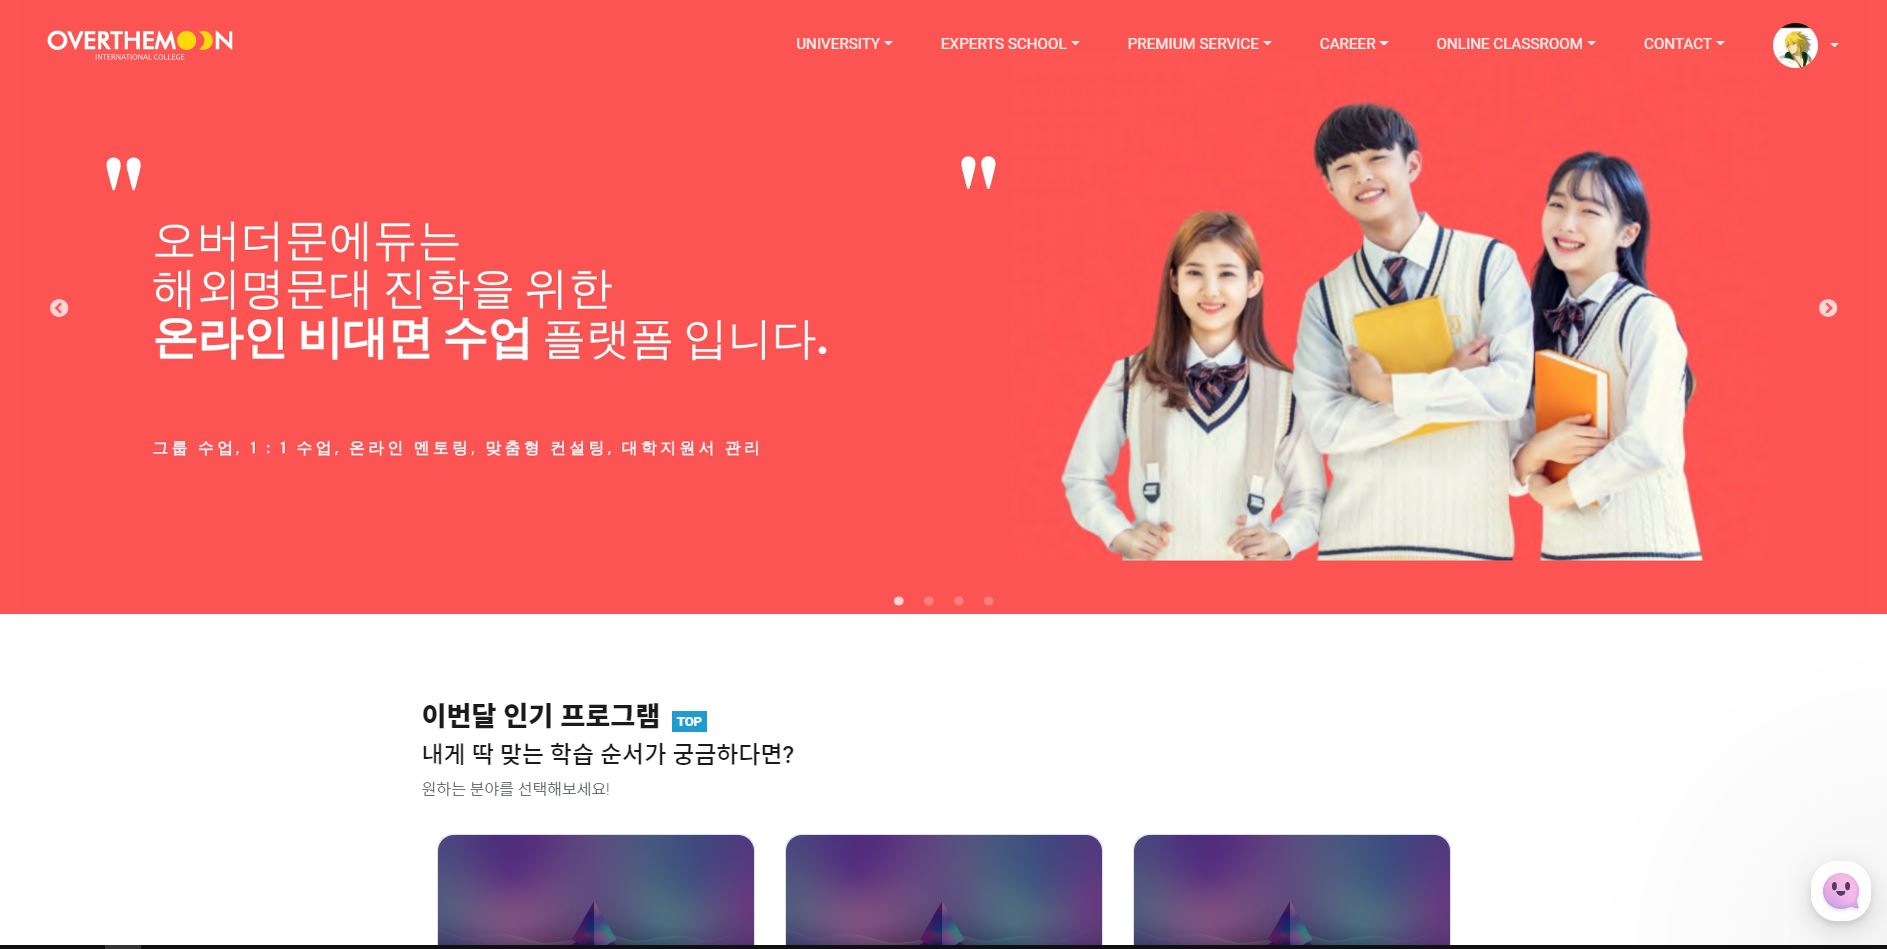 OVERTHEMOON
INTERNATIONAL COLLEGE
UNIVERSITY
EXPERTS SCHOOL
PREMIUM SERVICE
CAREER
ONLINE CLASSROOM
CONTACT
" "
오버더문에듀는
해외명문대 진학을 위한
온라인 비대면 수업 플랫폼 입니다.
그룹 수업, 1 : 1 수업, 온라인 멘토링, 맞춤형 컨설팅, 대학지원서 관리
이번달 인기 프로그램 TOP
내게 딱 맞는 학습 순서가 궁금하다면?
원하는 분야를 선택해보세요!